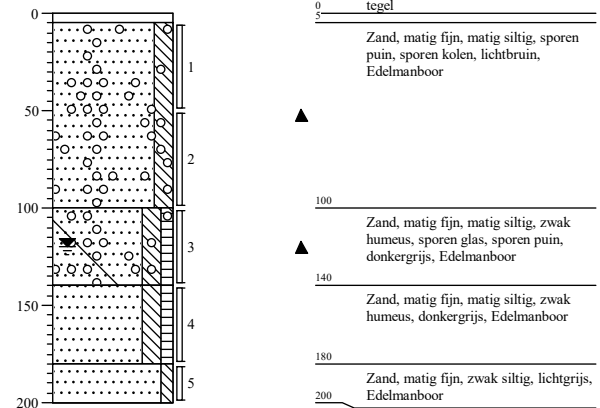 0
50
100
150
200
1
2
3
4
5
0
tegel
5
Zand, matig fijn, matig siltig, sporen
puin, sporen kolen, lichtbruin,
Edelmanboor
100
Zand, matig fijn, matig siltig, zwak
humeus, sporen glas, sporen puin,
donkergrijs, Edelmanboor
140
Zand, matig fijn, matig siltig, zwak
humeus, donkergrijs, Edelmanboor
180
Zand, matig fijn, zwak siltig, lichtgrijs,
Edelmanboor
200